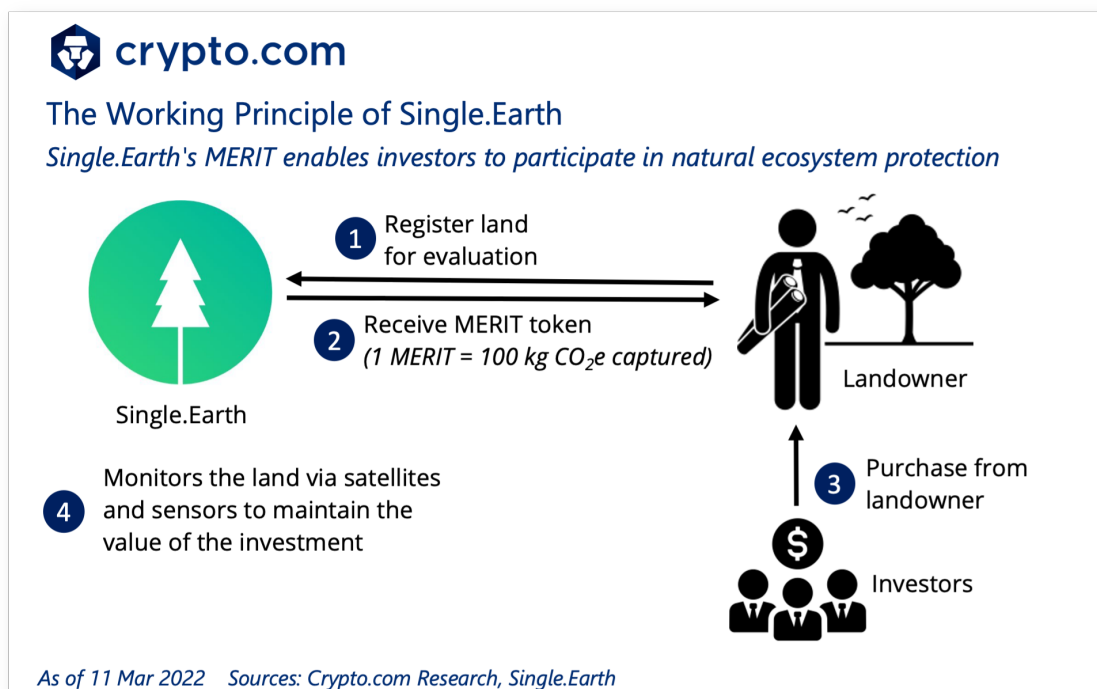 crypto.com
The Working Principle of Single.Earth
Single.Earth's MERIT enables investors to participate in natural ecosystem protection
1
Register land
for evaluation
2
Receive MERIT token
(1 MERIT = 100 kg CO₂e captured)
Single.Earth
Landowner
4
Monitors the land via satellites
and sensors to maintain the
value of the investment
3
Purchase from
landowner
$
Investors
As of 11 Mar 2022 Sources: Crypto.com Research, Single.Earth